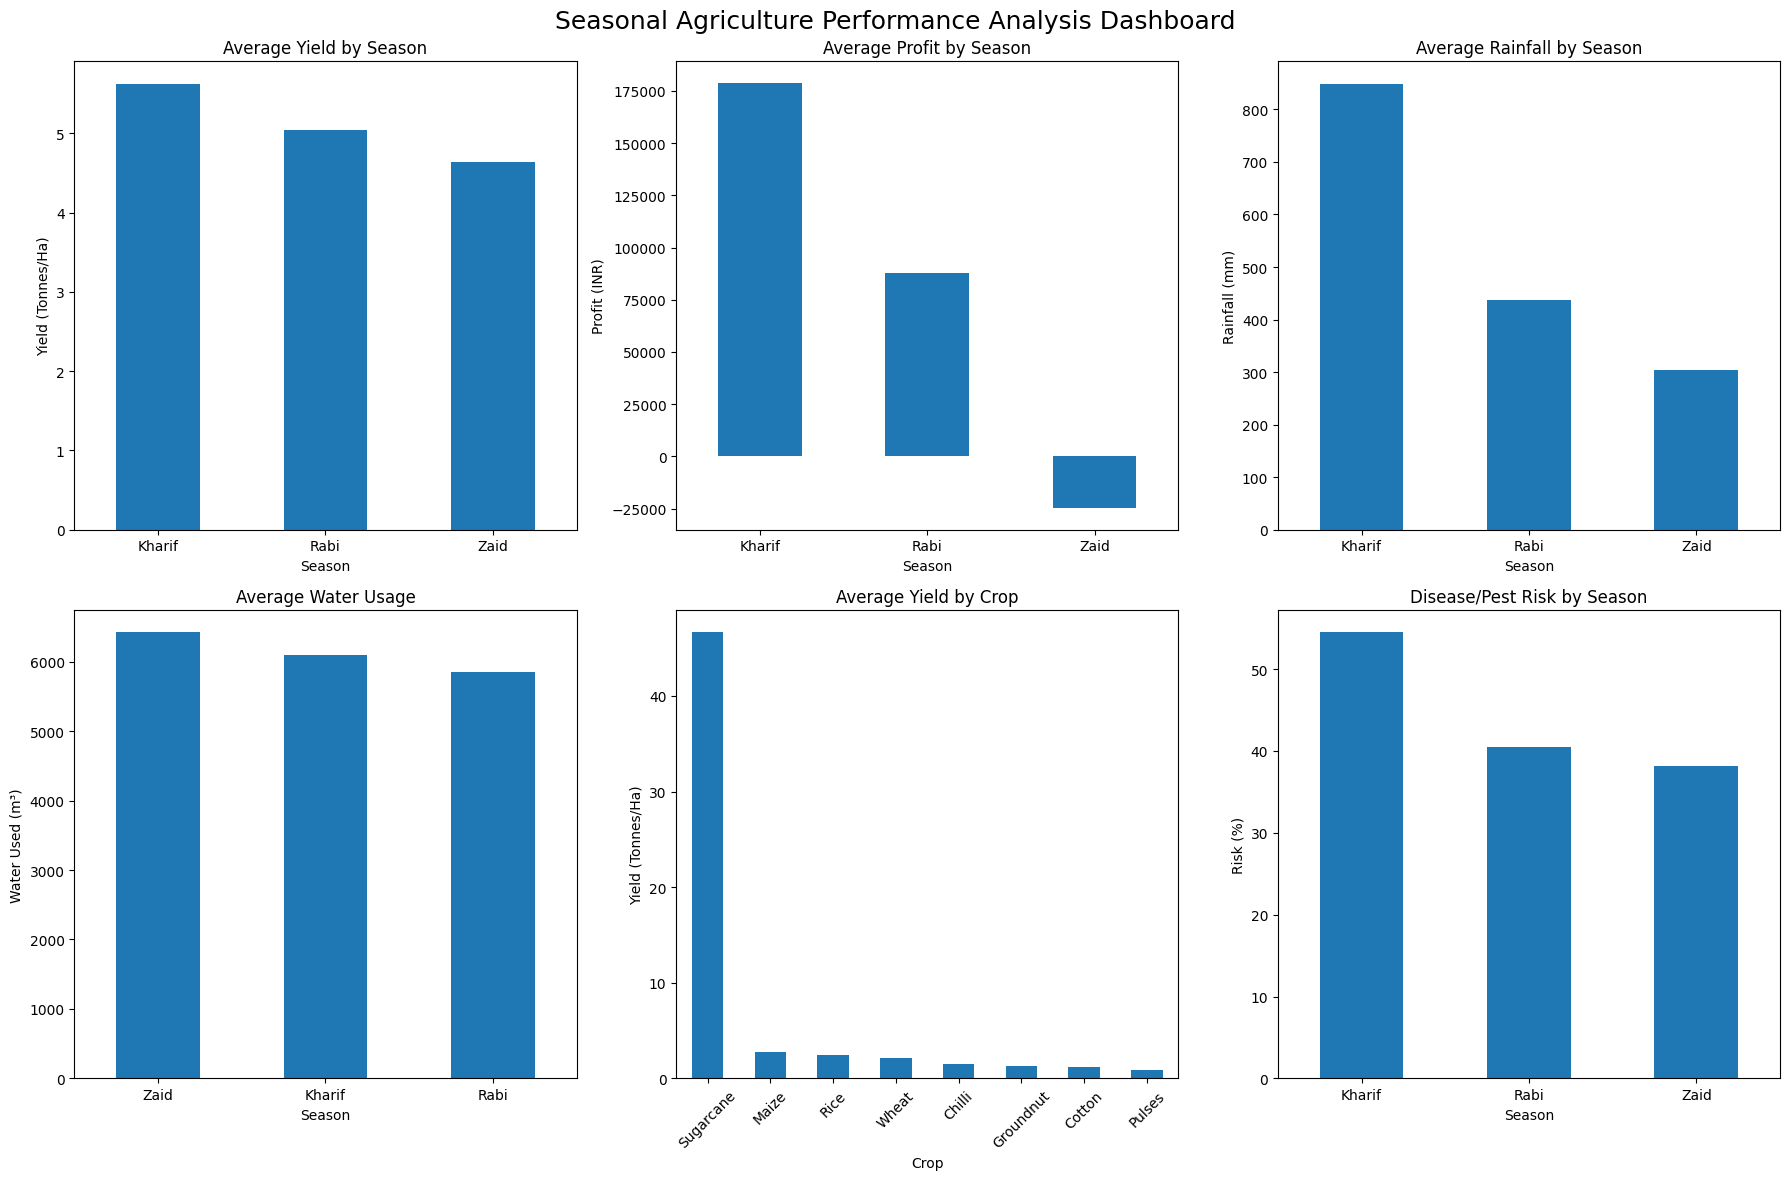 Seasonal Agriculture Performance Analysis Dashboard
Average Yield by Season
Yield (Tonnes/Ha)
5
4
3
2
1
0
Kharif Rabi Zaid
Season
Average Profit by Season
Profit (INR)
175000
150000
125000
100000
75000
50000
25000
0
−25000
Kharif Rabi Zaid
Season
Average Rainfall by Season
Rainfall (mm)
800
700
600
500
400
300
200
100
0
Kharif Rabi Zaid
Season
Average Water Usage
Water Used (m³)
6000
5000
4000
3000
2000
1000
0
Zaid Kharif Rabi
Season
Average Yield by Crop
Yield (Tonnes/Ha)
40
30
20
10
0
Sugarcane Maize Rice Wheat Chilli Groundnut Cotton Pulses
Crop
Disease/Pest Risk by Season
Risk (%)
50
40
30
20
10
0
Kharif Rabi Zaid
Season